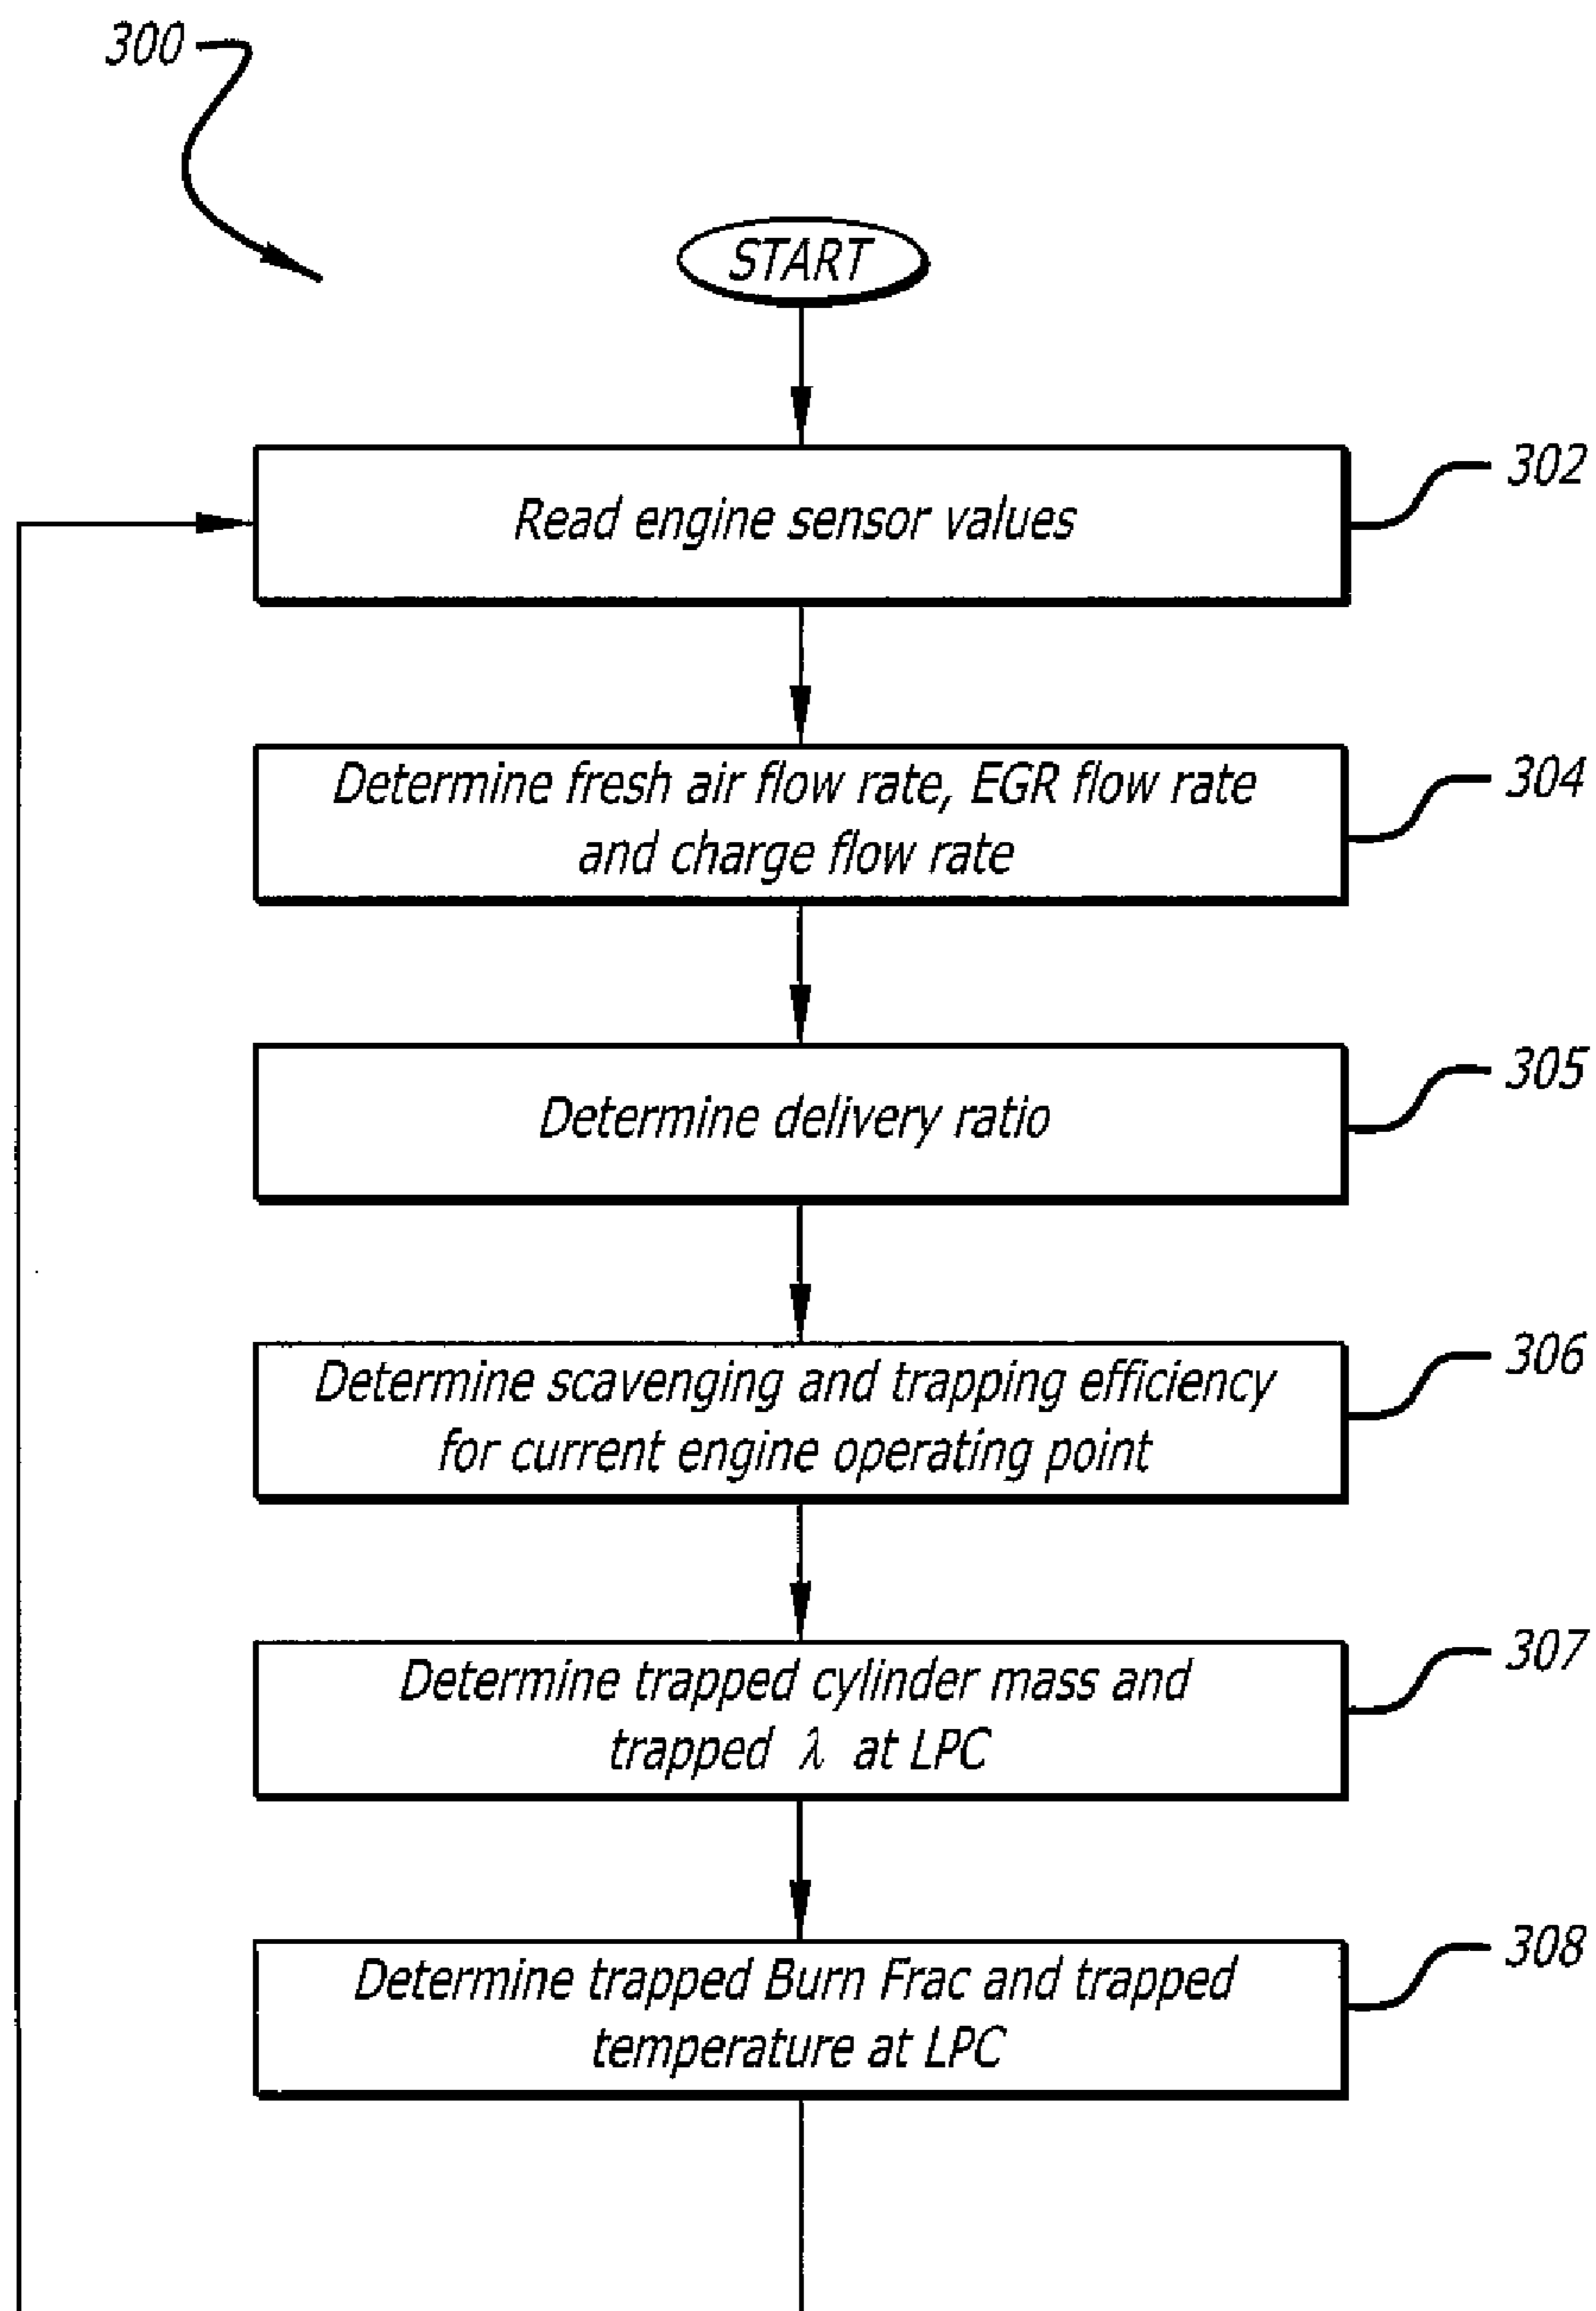 300
START
302
Read engine sensor values
304
Determine fresh air flow rate, EGR flow rate
and charge flow rate
305
Determine delivery ratio
306
Determine scavenging and trapping efficiency
for current engine operating point
307
Determine trapped cylinder mass and
trapped λ at LPC
308
Determine trapped Burn Frac and trapped
temperature at LPC